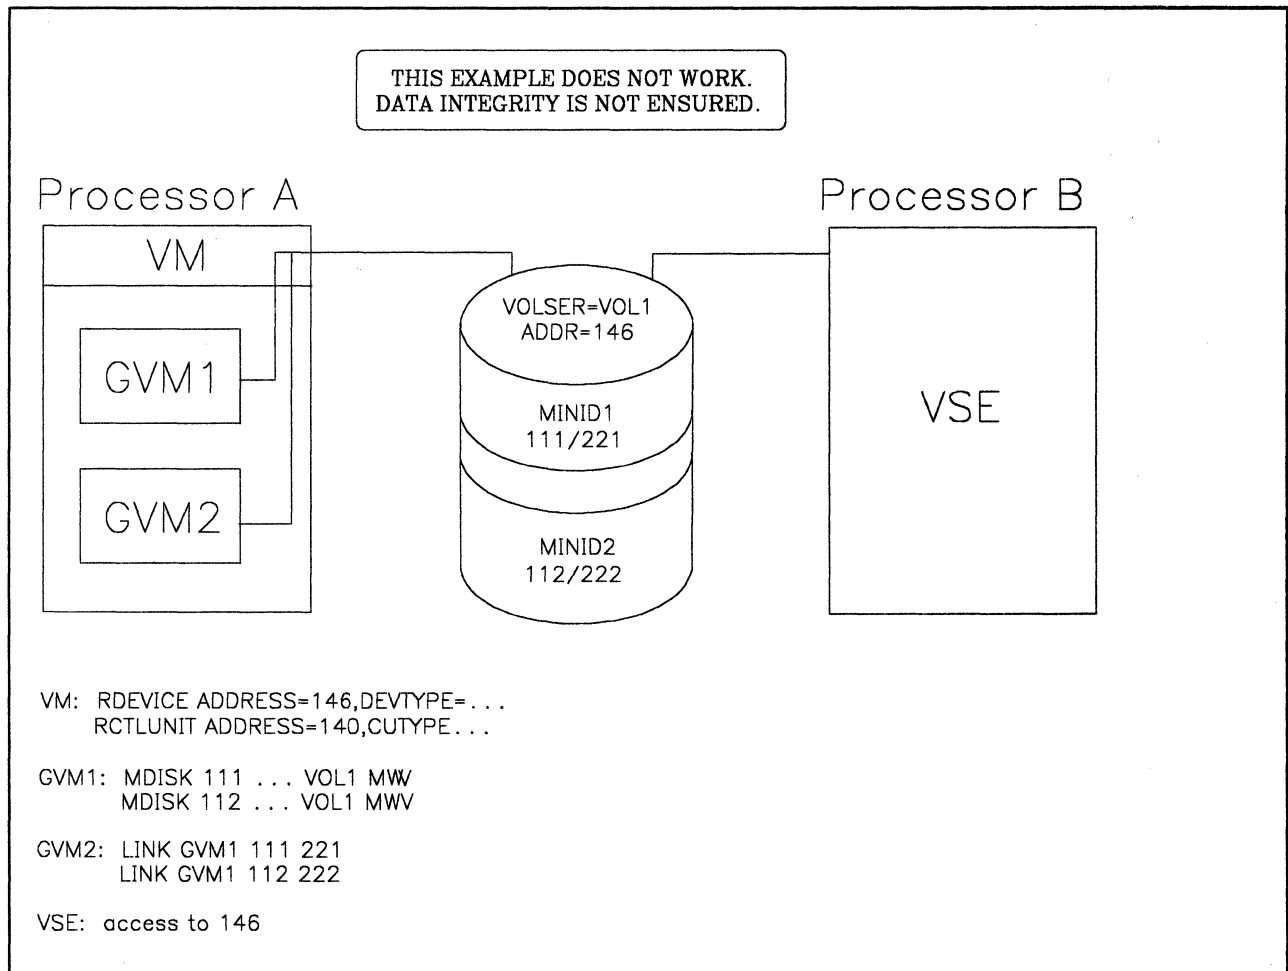 THIS EXAMPLE DOES NOT WORK.
DATA INTEGRITY IS NOT ENSURED.
Processor A
Processor B
VM
GVM1
GVM2
VOLSER=VOL1
ADDR=146
MINID1
111/221
MINID2
112/222
VSE
VM: RDEVICE ADDRESS=146,DEVTYPE=...
RCTLUNIT ADDRESS=140,CUTYPE...
GVM1: MDISK 111 ... VOL1 MWV
MDISK 112 ... VOL1 MWV
GVM2: LINK GVM1 111 221
LINK GVM1 112 222
VSE: access to 146